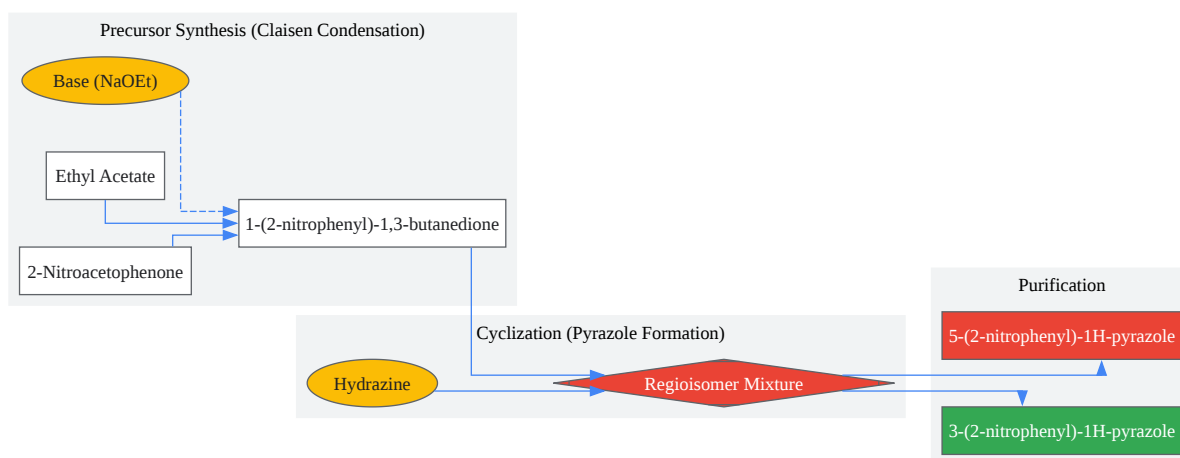 Precursor Synthesis (Claisen Condensation)
Base (NaOEt)
Ethyl Acetate
2-Nitroacetophenone
1-(2-nitrophenyl)-1,3-butanedione
Cyclization (Pyrazole Formation)
Hydrazine
Regioisomer Mixture
Purification
5-(2-nitrophenyl)-1H-pyrazole
3-(2-nitrophenyl)-1H-pyrazole